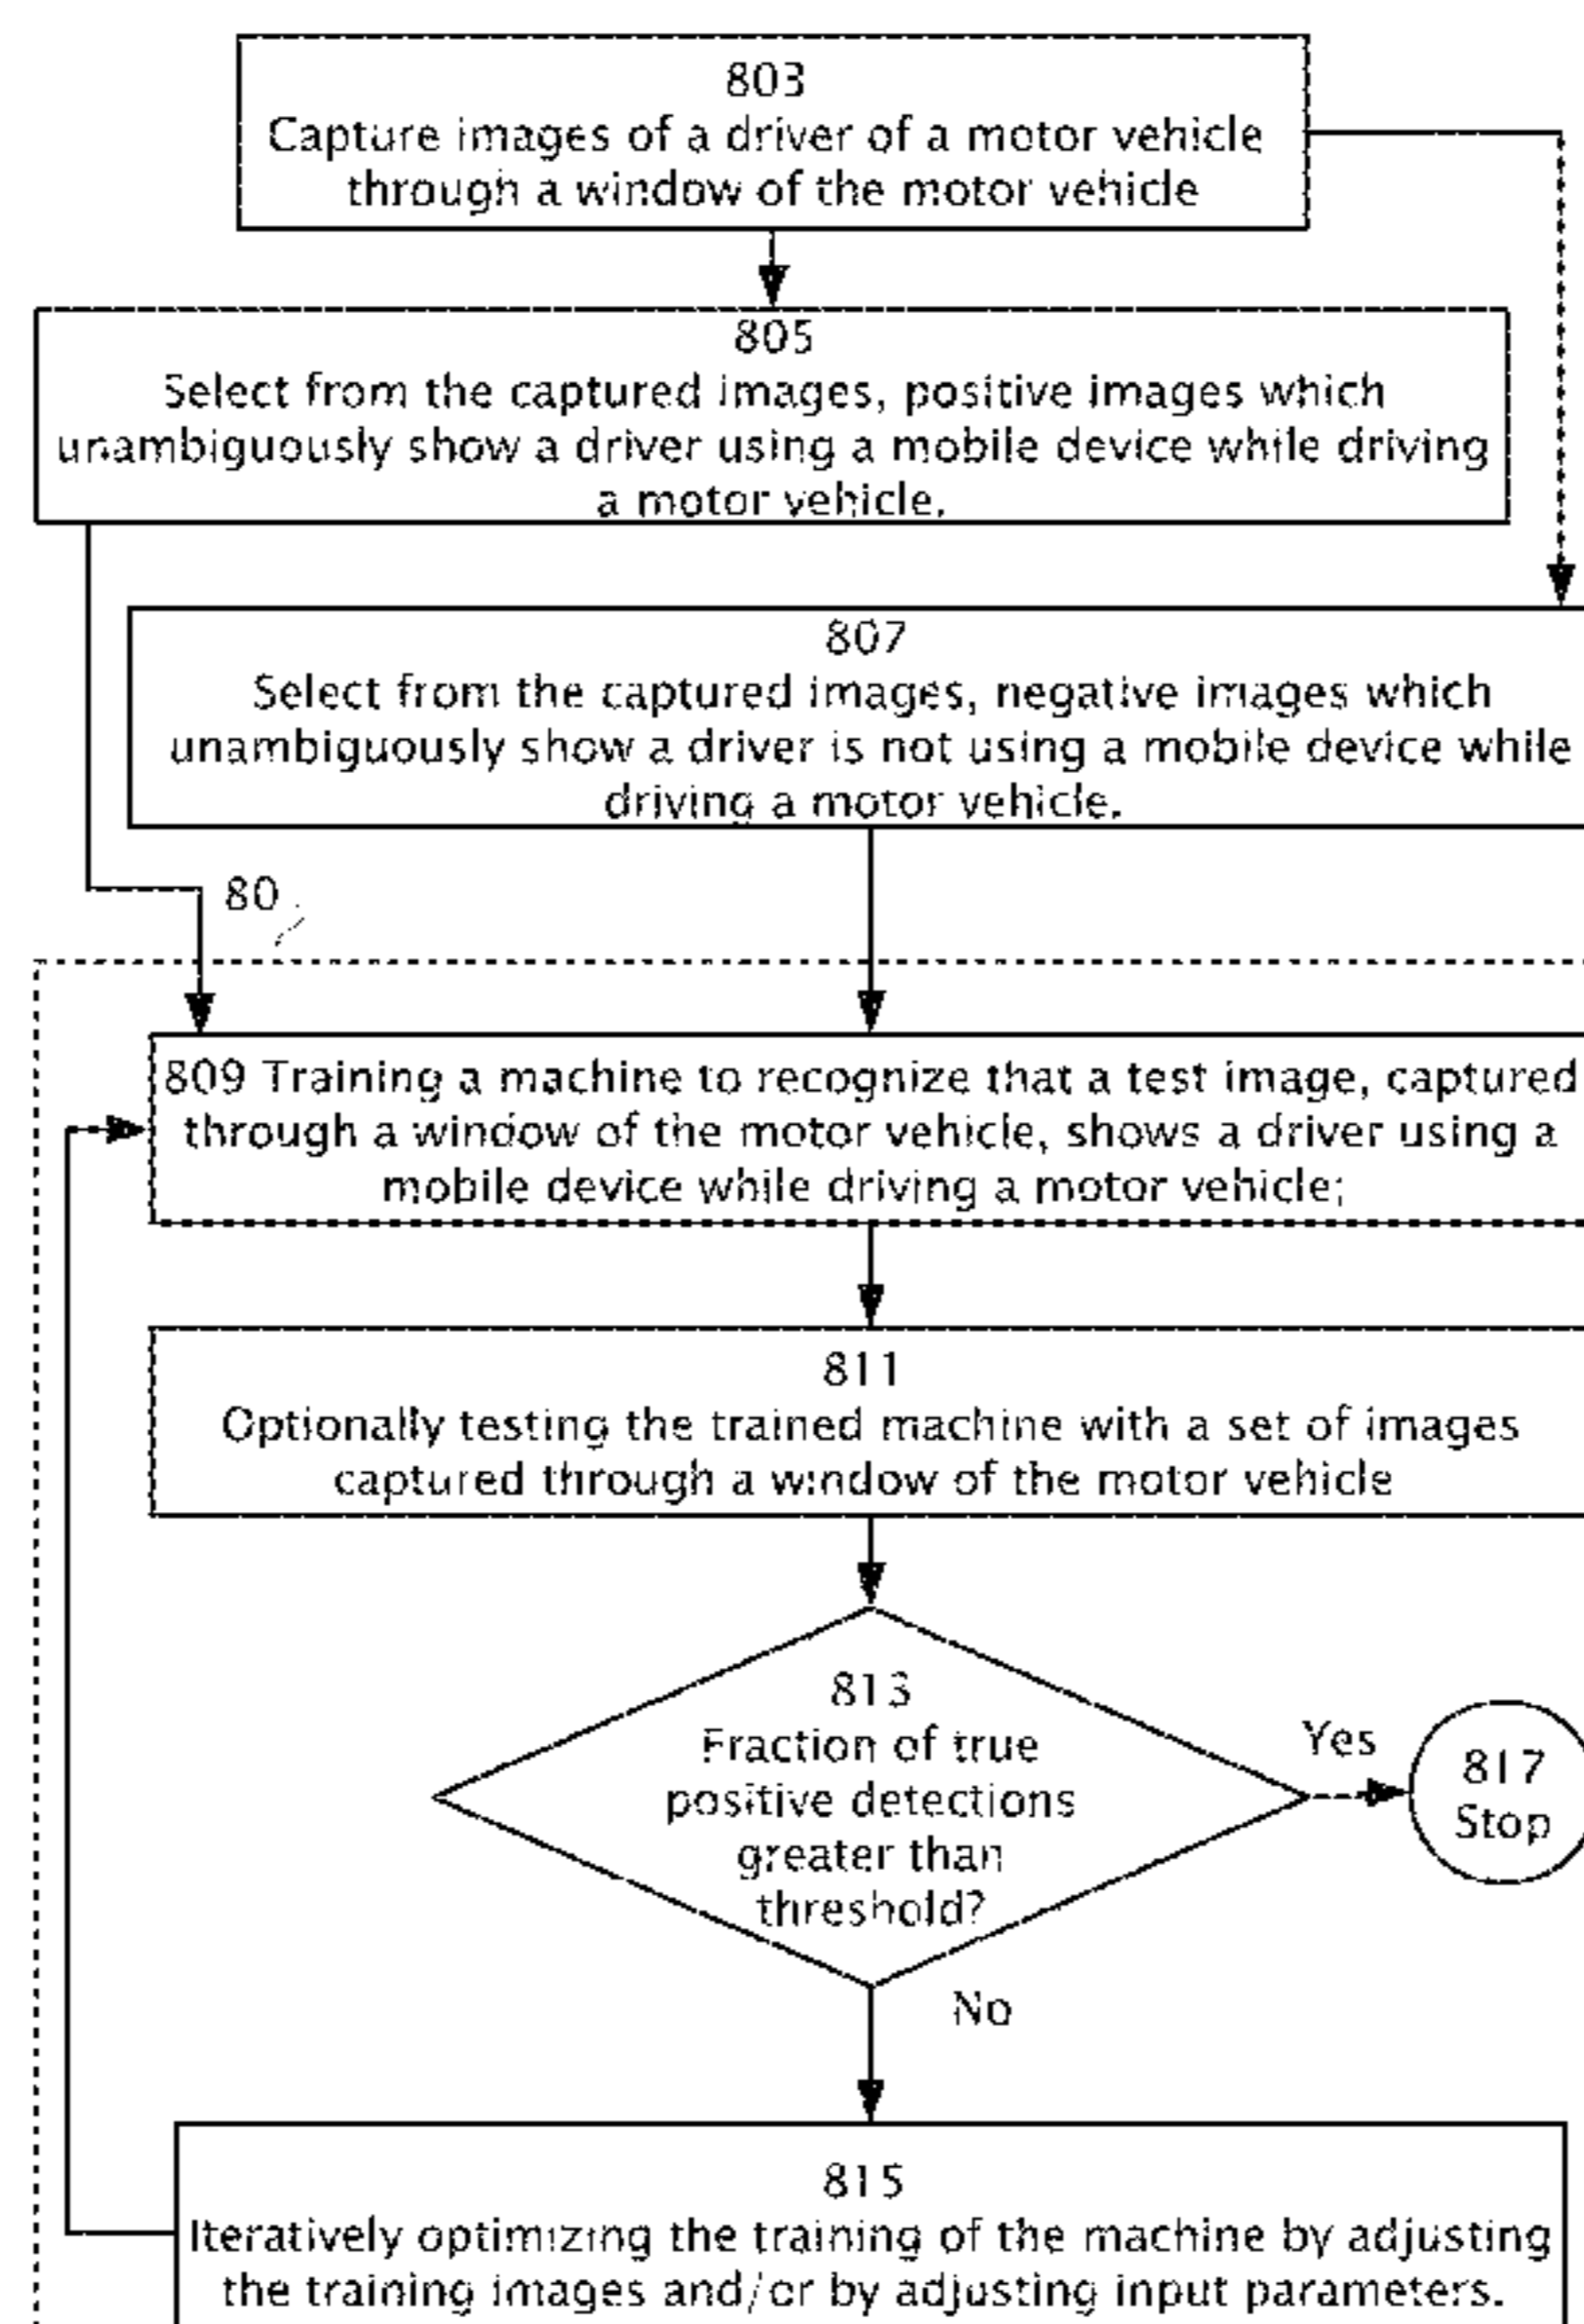 803
Capture images of a driver of a motor vehicle
through a window of the motor vehicle
805
Select from the captured images, positive images which
unambiguously show a driver using a mobile device while driving
a motor vehicle.
807
Select from the captured images, negative images which
unambiguously show a driver is not using a mobile device while
driving a motor vehicle.
80
809 Training a machine to recognize that a test image, captured
through a window of the motor vehicle, shows a driver using a
mobile device while driving a motor vehicle;
811
Optionally testing the trained machine with a set of images
captured through a window of the motor vehicle
813
Fraction of true
positive detections
greater than
threshold?
Yes
817
Stop
No
815
Iteratively optimizing the training of the machine by adjusting
the training images and/or by adjusting input parameters.